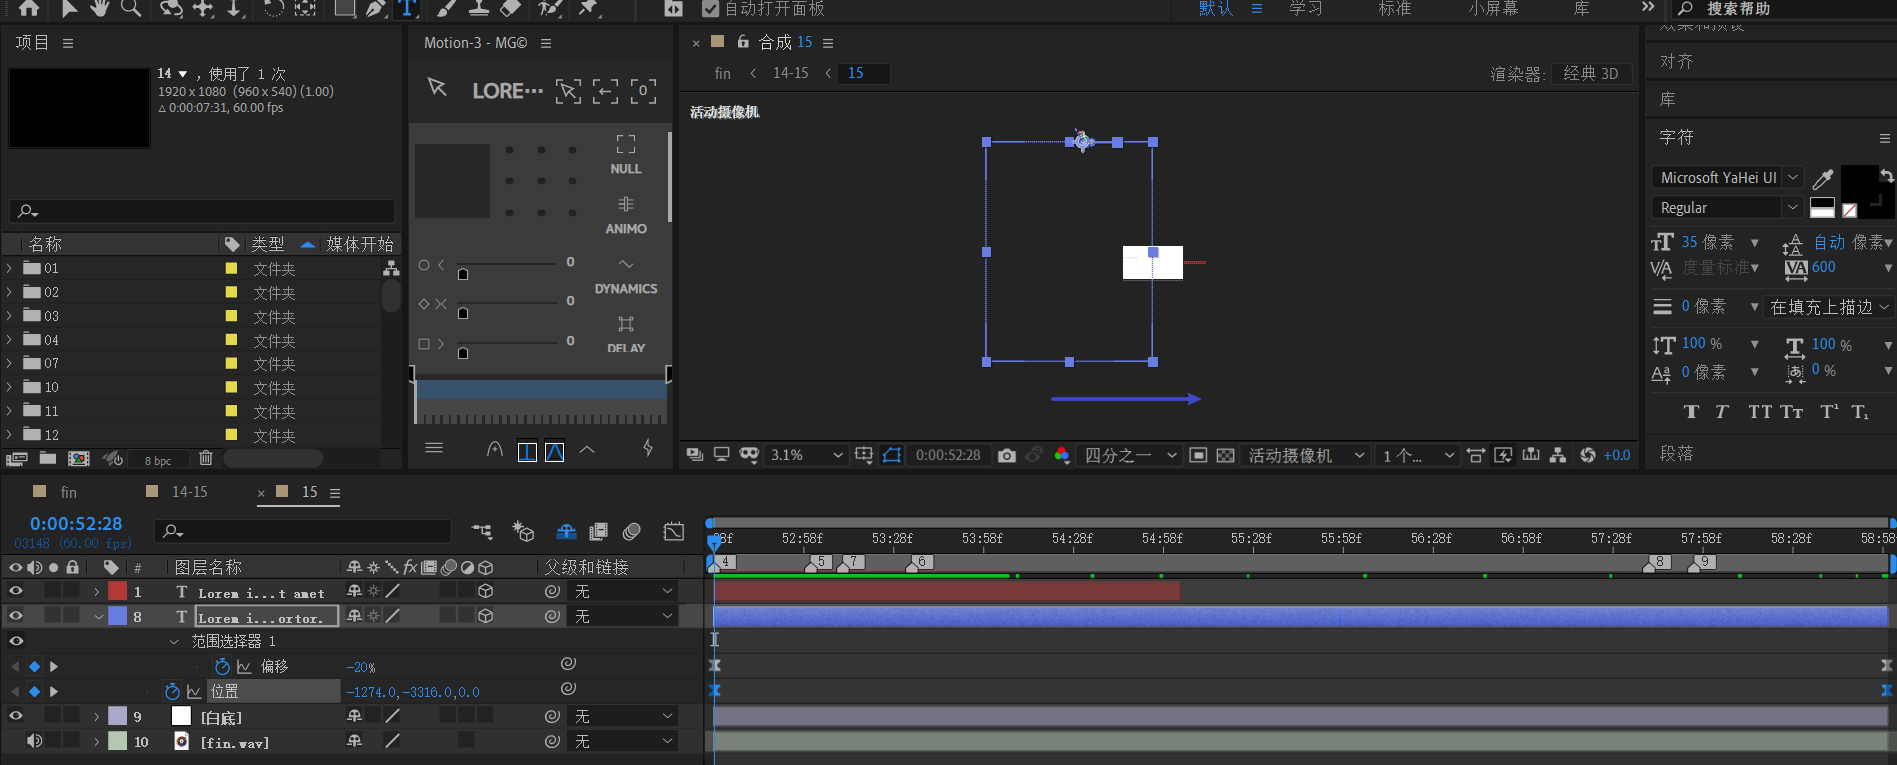 自动打开面板
默认 学习 标准 小屏幕 库 搜索帮助
项目
Motion-3 - MG©
合成 15
效果和预设
fin 14-15 15
渲染器: 经典 3D
对齐
14 ，使用了 1 次
1920 x 1080 (960 x 540) (1.00)
△ 0:00:07:31, 60.00 fps
LORE···
0
库
活动摄像机
字符
NULL
ANIMO
DYNAMICS
DELAY
0
0
0
Microsoft YaHei UI
Regular
35 像素 自动 像素
度量标准 600
0 像素 在填充上描边
100 % 100 %
0 像素 0 %
T T TT Tt T¹ T₁
段落
名称 类型 媒体开始
01 文件夹
02 文件夹
03 文件夹
04 文件夹
07 文件夹
10 文件夹
11 文件夹
12 文件夹
8 bpc
3.1% 0:00:52:28 四分之一 活动摄像机 1 个... +0.0
fin 14-15 15
0:00:52:28
03148 (60.00 fps)
28f 52:58f 53:28f 53:58f 54:28f 54:58f 55:28f 55:58f 56:28f 56:58f 57:28f 57:58f 58:28f 58:58
4 5 7 6 8 9
# 图层名称 fx 父级和链接
1 T Lorem i...t amet 无
8 T Lorem i...ortor. 无
范围选择器 1
偏移 -20%
位置 -1274.0,-3316.0,0.0
9 [白底] 无
10 [fin.wav] 无